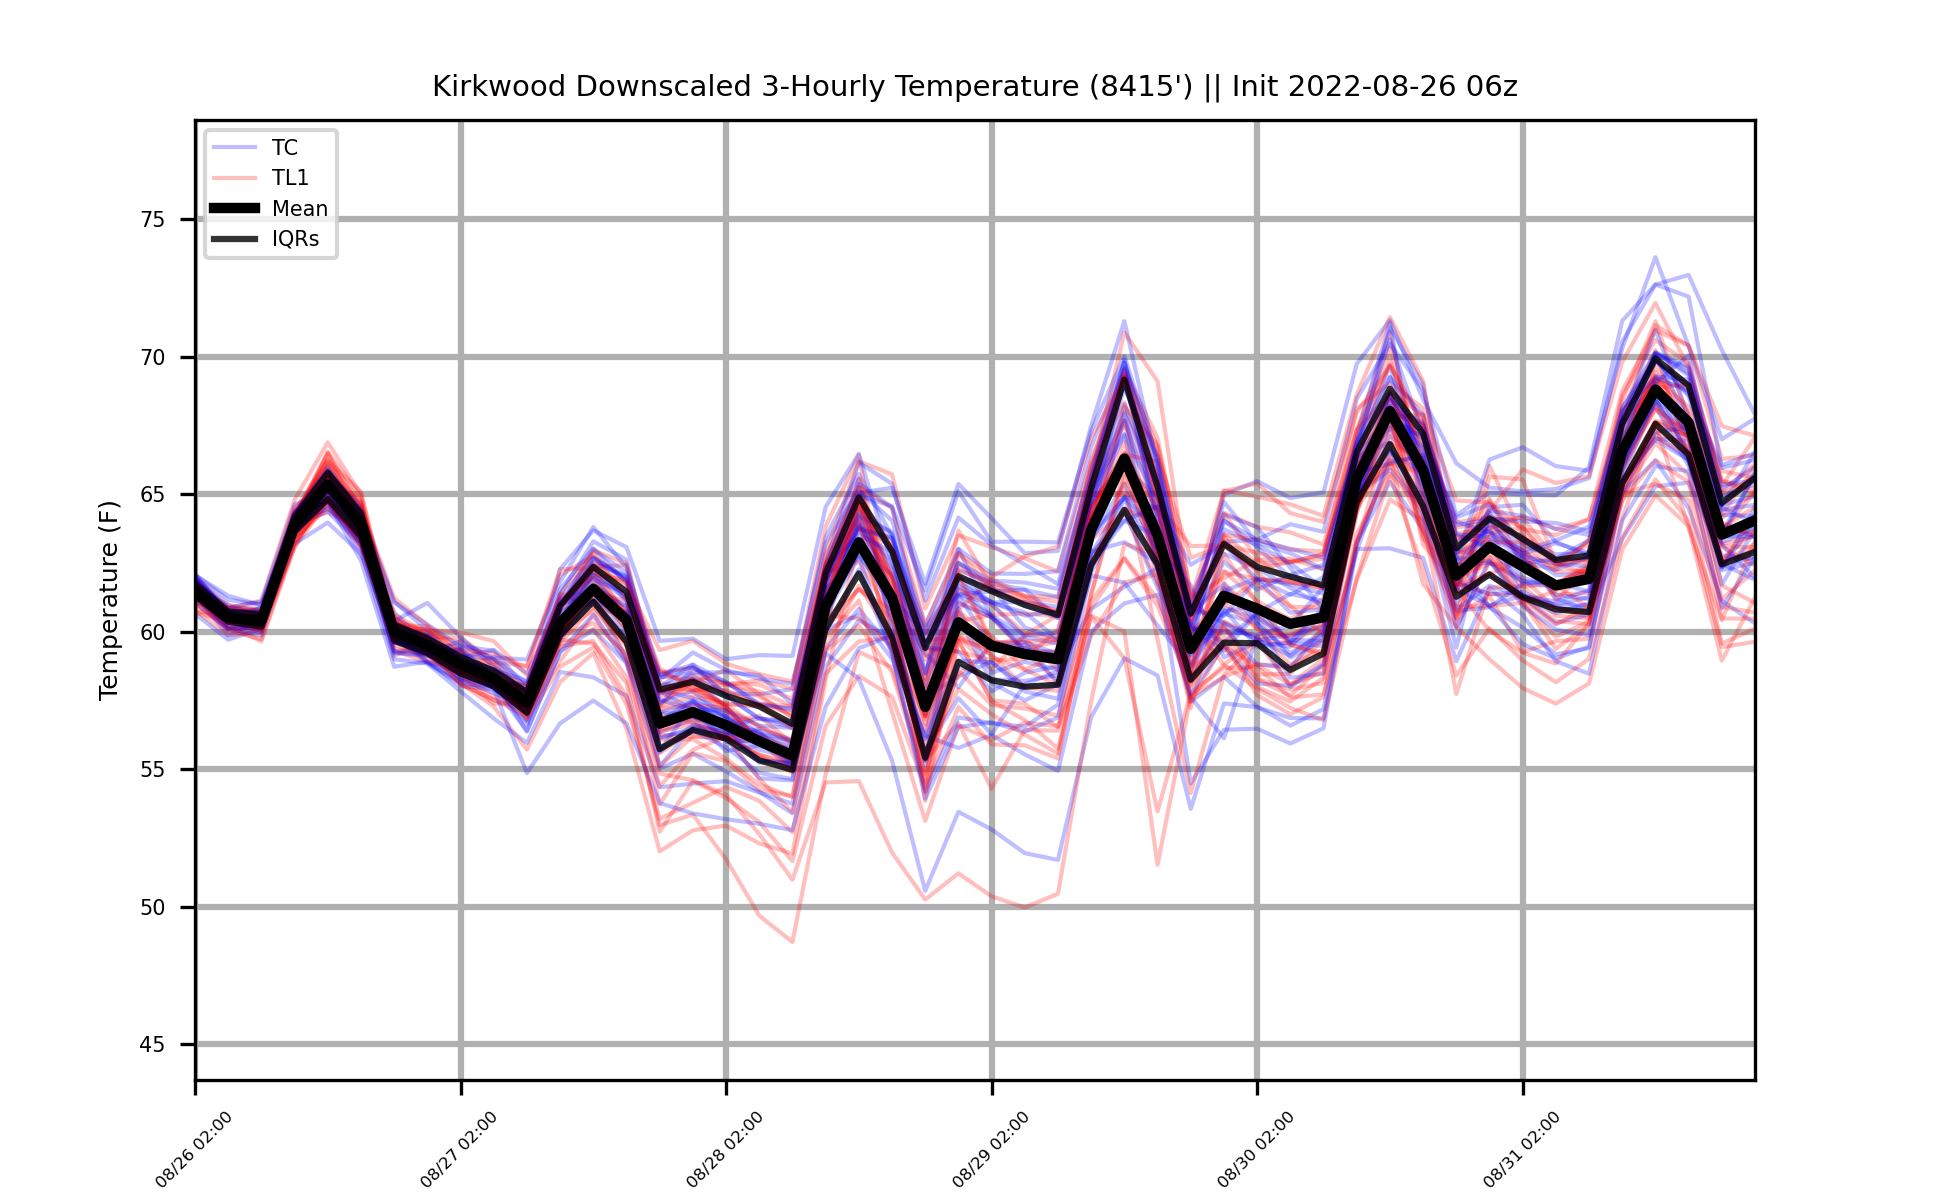 Kirkwood Downscaled 3-Hourly Temperature (8415') || Init 2022-08-26 06z
TC
TL1
Mean
IQRs
Temperature (F)
75
70
65
60
55
50
45
08/26 02:00
08/27 02:00
08/28 02:00
08/29 02:00
08/30 02:00
08/31 02:00